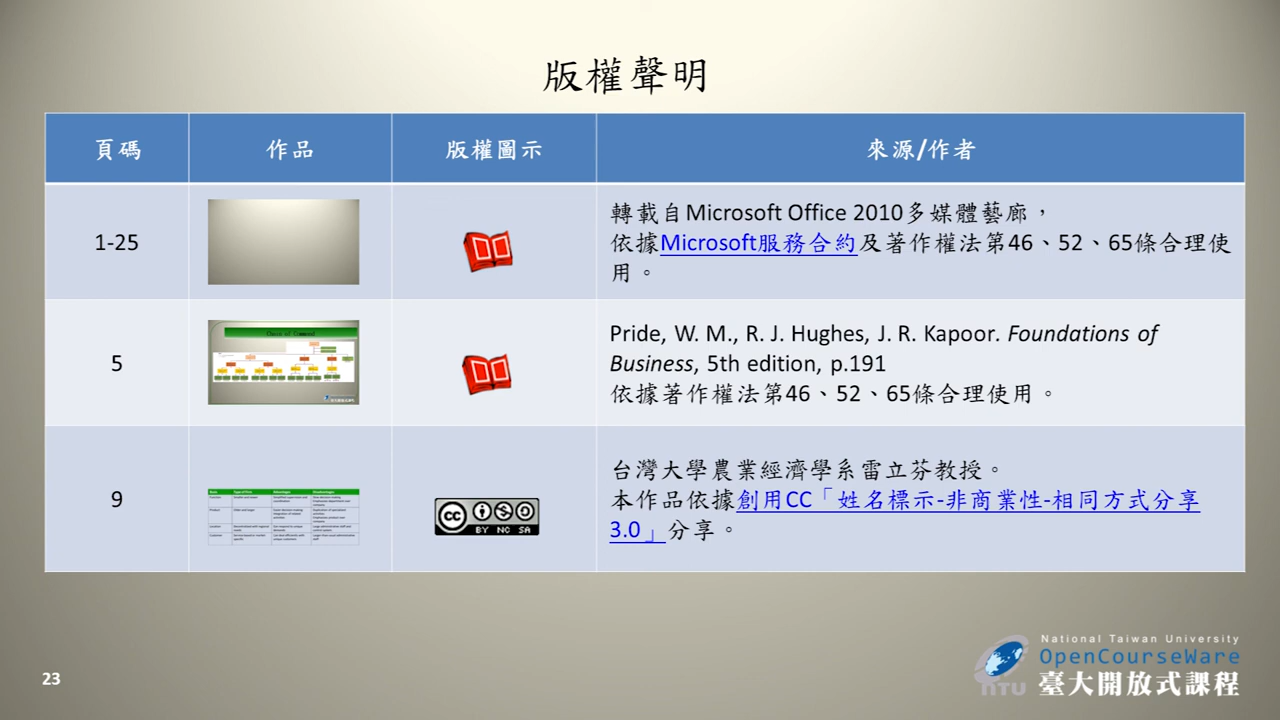 版權聲明
頁碼
作品
版權圖示
來源/作者
1-25
轉載自Microsoft Office 2010多媒體藝廊，
依據Microsoft服務合約及著作權法第46、52、65條合理使
用。
5
Chain of Command
Pride, W. M., R. J. Hughes, J. R. Kapoor. Foundations of
Business, 5th edition, p.191
依據著作權法第46、52、65條合理使用。
9
cc
BY NC SA
台灣大學農業經濟學系雷立芬教授。
本作品依據創用CC「姓名標示-非商業性-相同方式分享
3.0」分享。
23
National Taiwan University
OpenCourseWare
NTU
臺大開放式課程